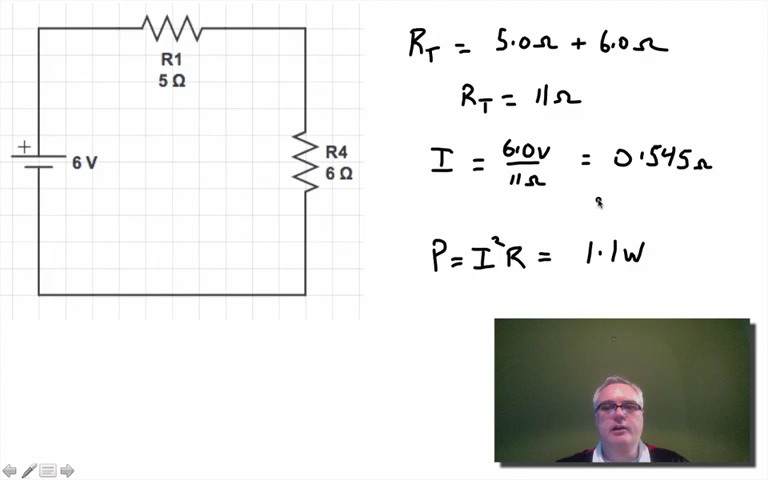 R1
5 Ω
+
6 V
R4
6 Ω
R_T = 5.0Ω + 6.0Ω
R_T = 11Ω
I = 6.0V/11Ω = 0.545Ω
P = I²R = 1.1W